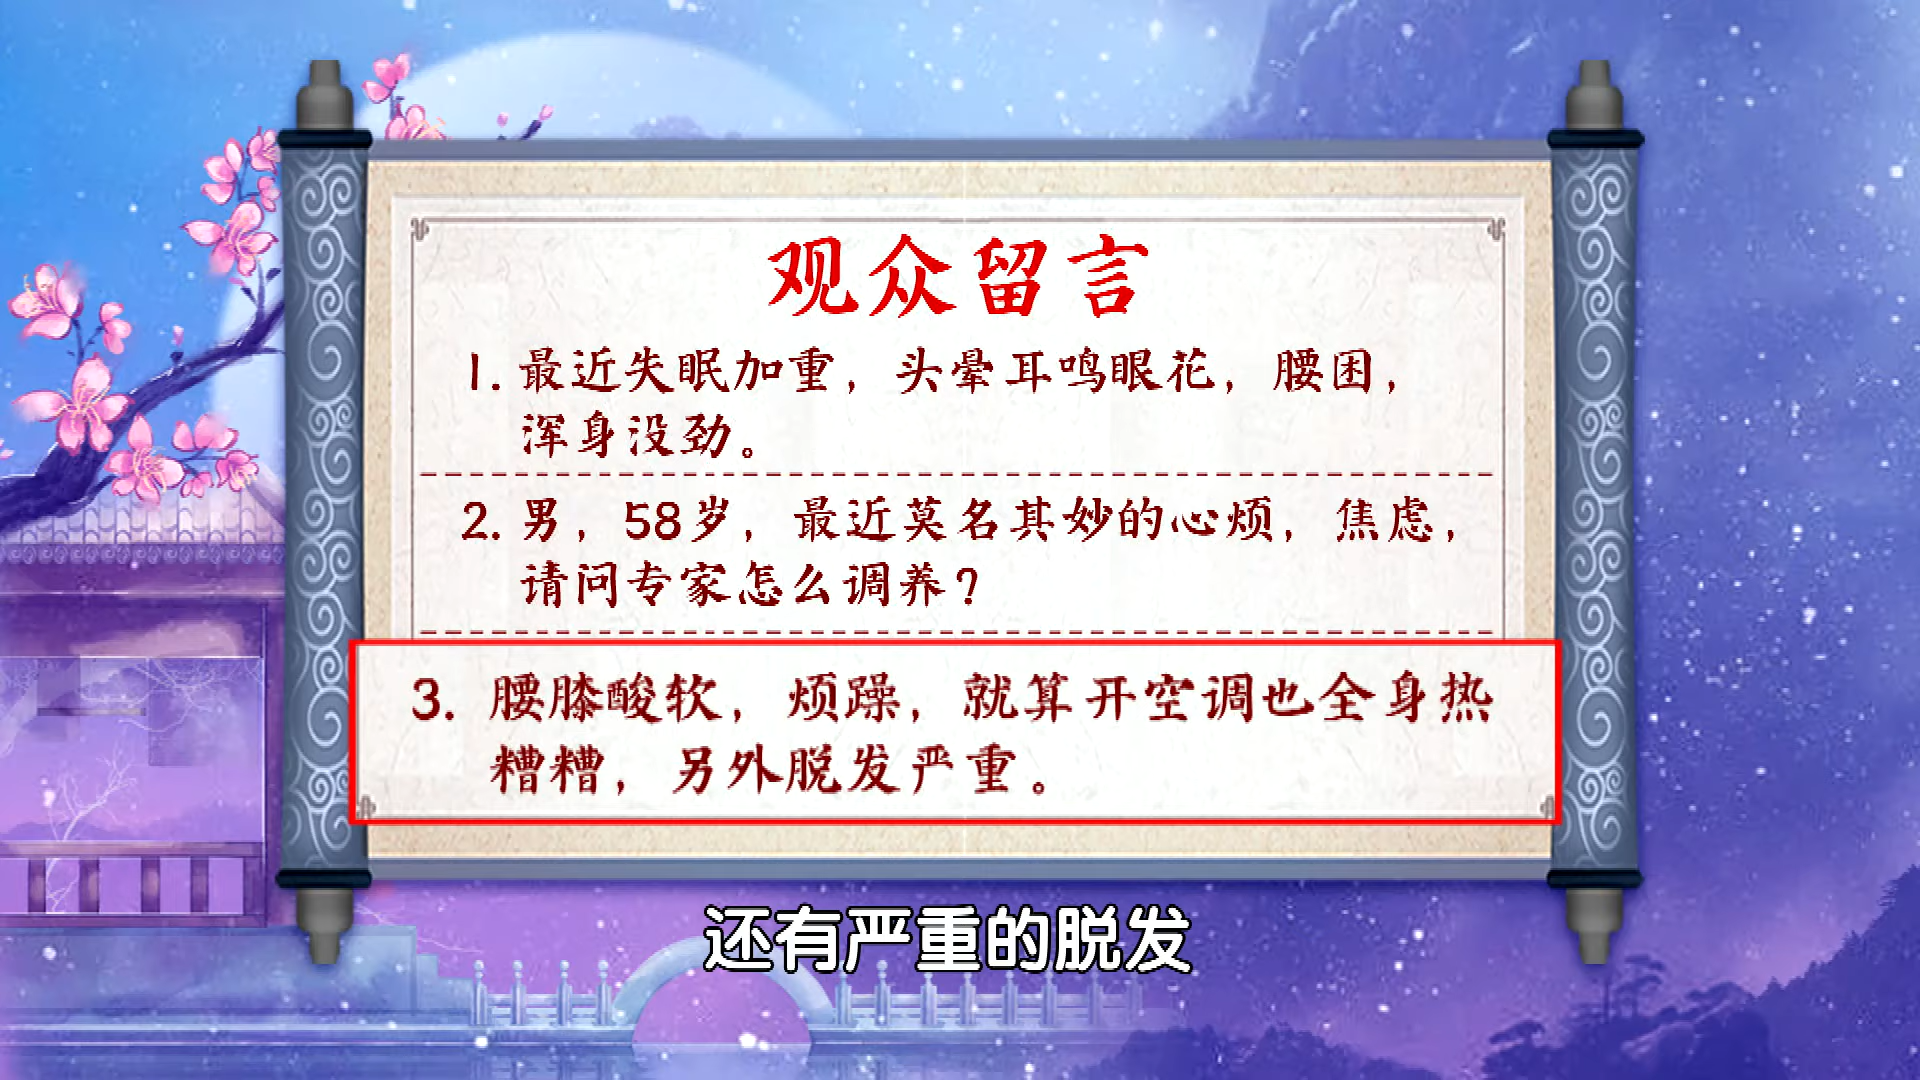 观众留言
1. 最近失眠加重，头晕耳鸣眼花，腰困，
浑身没劲。
2. 男，58岁，最近莫名其妙的心烦，焦虑，
请问专家怎么调养？
3. 腰膝酸软，烦躁，就算开空调也全身热
糟糟，另外脱发严重。
还有严重的脱发